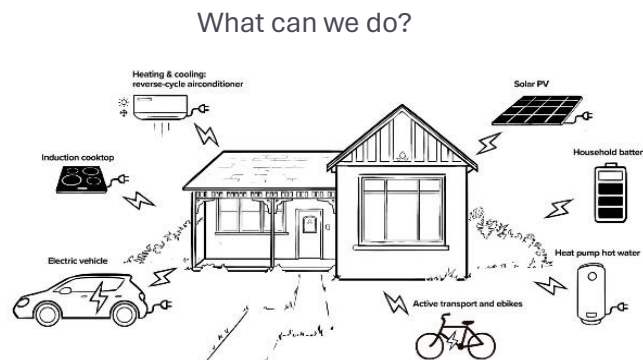 What can we do?
Heating & cooling:
reverse-cycle airconditioner
Solar PV
Induction cooktop
Household batter
Electric vehicle
Heat pump hot water
Active transport and ebikes